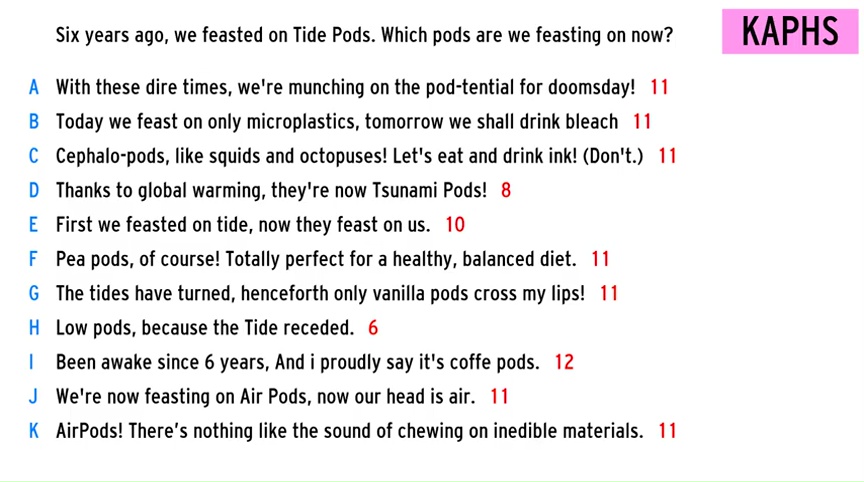 Six years ago, we feasted on Tide Pods. Which pods are we feasting on now?
KAPHS
A With these dire times, we're munching on the pod-tential for doomsday! 11
B Today we feast on only microplastics, tomorrow we shall drink bleach 11
C Cephalo-pods, like squids and octopuses! Let's eat and drink ink! (Don't.) 11
D Thanks to global warming, they're now Tsunami Pods! 8
E First we feasted on tide, now they feast on us. 10
F Pea pods, of course! Totally perfect for a healthy, balanced diet. 11
G The tides have turned, henceforth only vanilla pods cross my lips! 11
H Low pods, because the Tide receded. 6
I Been awake since 6 years, And i proudly say it's coffe pods. 12
J We're now feasting on Air Pods, now our head is air. 11
K AirPods! There’s nothing like the sound of chewing on inedible materials. 11